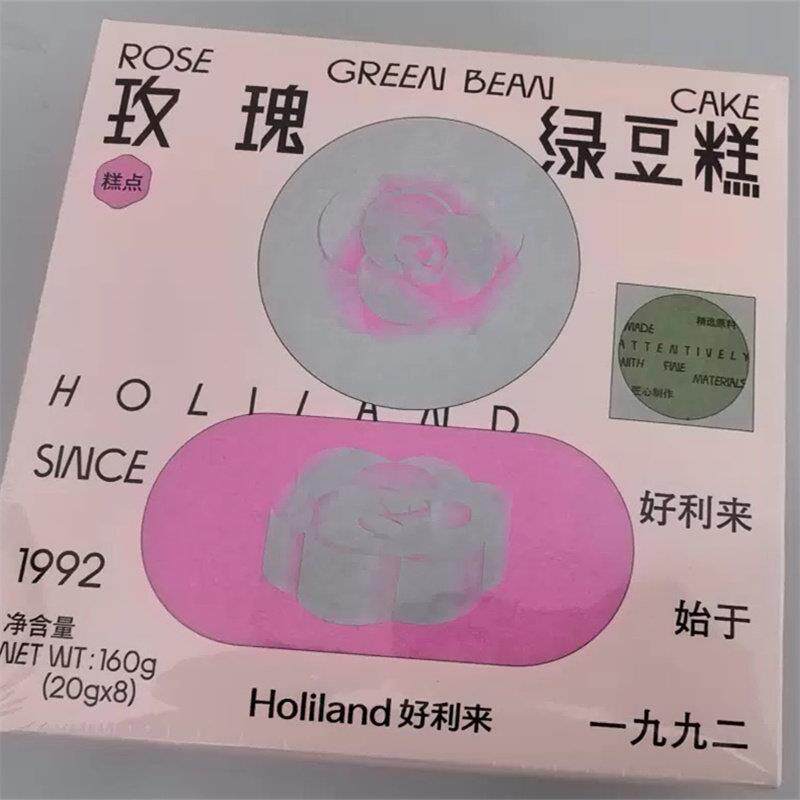 ROSE GREEN BEAN CAKE
玫瑰 绿豆糕
糕点
精选原料
MADE
ATTENTIVELY
WITH FINE
MATERIALS
匠心制作
HOLILAND
SINCE
好利来
1992
始于
净含量
NET WT:160g
(20gx8)
Holiland 好利来
一九九二